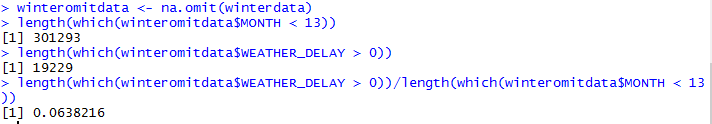 > winteromitdata <- na.omit(winterdata)
> length(which(winteromitdata$MONTH < 13))
[1] 301293
> length(which(winteromitdata$WEATHER_DELAY > 0))
[1] 19229
> length(which(winteromitdata$WEATHER_DELAY > 0))/length(which(winteromitdata$MONTH < 13
))
[1] 0.0638216